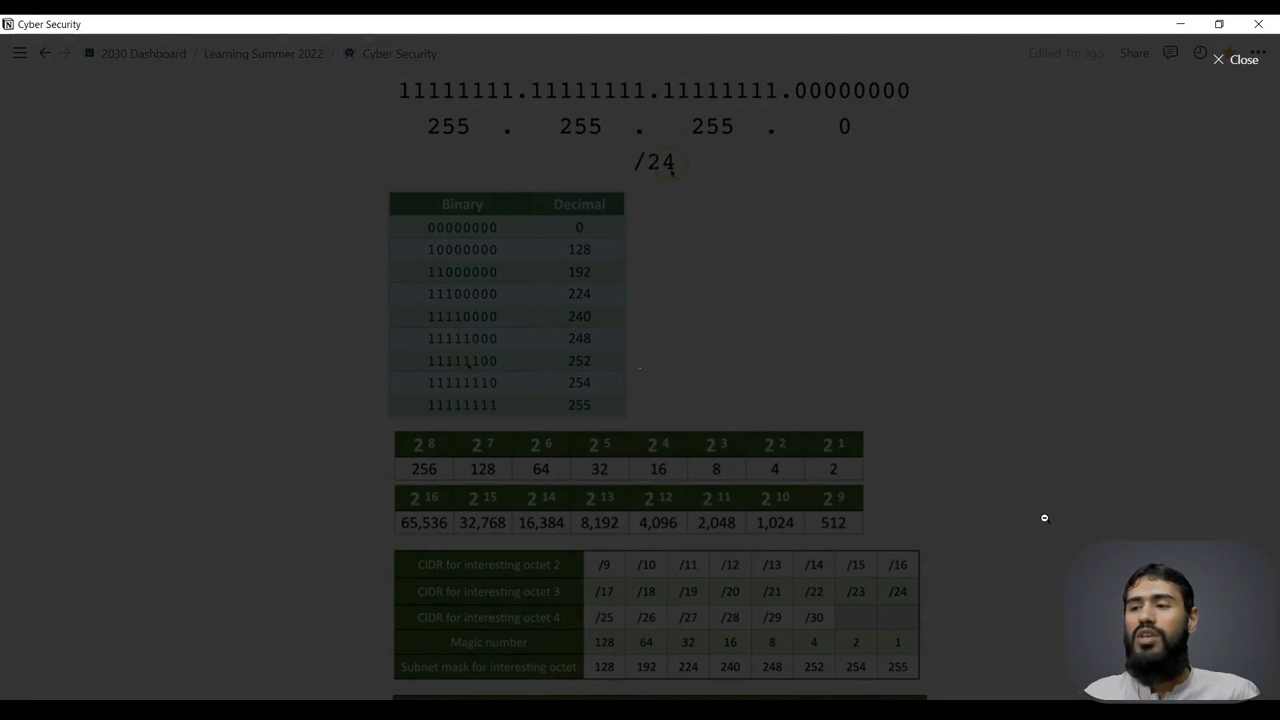 Cyber Security
2030 Dashboard / Learning Summer 2022 / Cyber Security
Edited 1m ago Share
Close
11111111.11111111.11111111.00000000
255 . 255 . 255 . 0
/24
Binary Decimal
00000000 0
10000000 128
11000000 192
11100000 224
11110000 240
11111000 248
11111100 252
11111110 254
11111111 255
2 8 2 7 2 6 2 5 2 4 2 3 2 2 2 1
256 128 64 32 16 8 4 2
2 16 2 15 2 14 2 13 2 12 2 11 2 10 2 9
65,536 32,768 16,384 8,192 4,096 2,048 1,024 512
CIDR for interesting octet 2 /9 /10 /11 /12 /13 /14 /15 /16
CIDR for interesting octet 3 /17 /18 /19 /20 /21 /22 /23 /24
CIDR for interesting octet 4 /25 /26 /27 /28 /29 /30
Magic number 128 64 32 16 8 4 2 1
Subnet mask for interesting octet 128 192 224 240 248 252 254 255